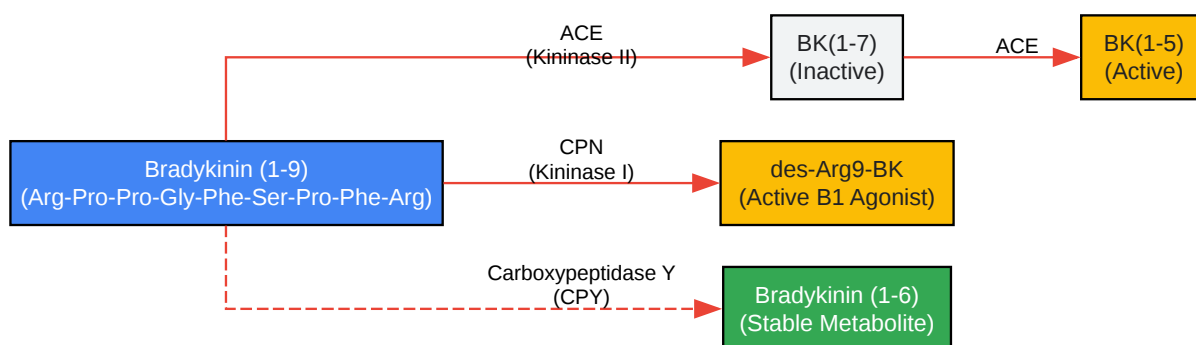 ACE
(Kininase II)
BK(1-7)
(Inactive)
ACE
BK(1-5)
(Active)
Bradykinin (1-9)
(Arg-Pro-Pro-Gly-Phe-Ser-Pro-Phe-Arg)
CPN
(Kininase I)
des-Arg9-BK
(Active B1 Agonist)
Carboxypeptidase Y
(CPY)
Bradykinin (1-6)
(Stable Metabolite)